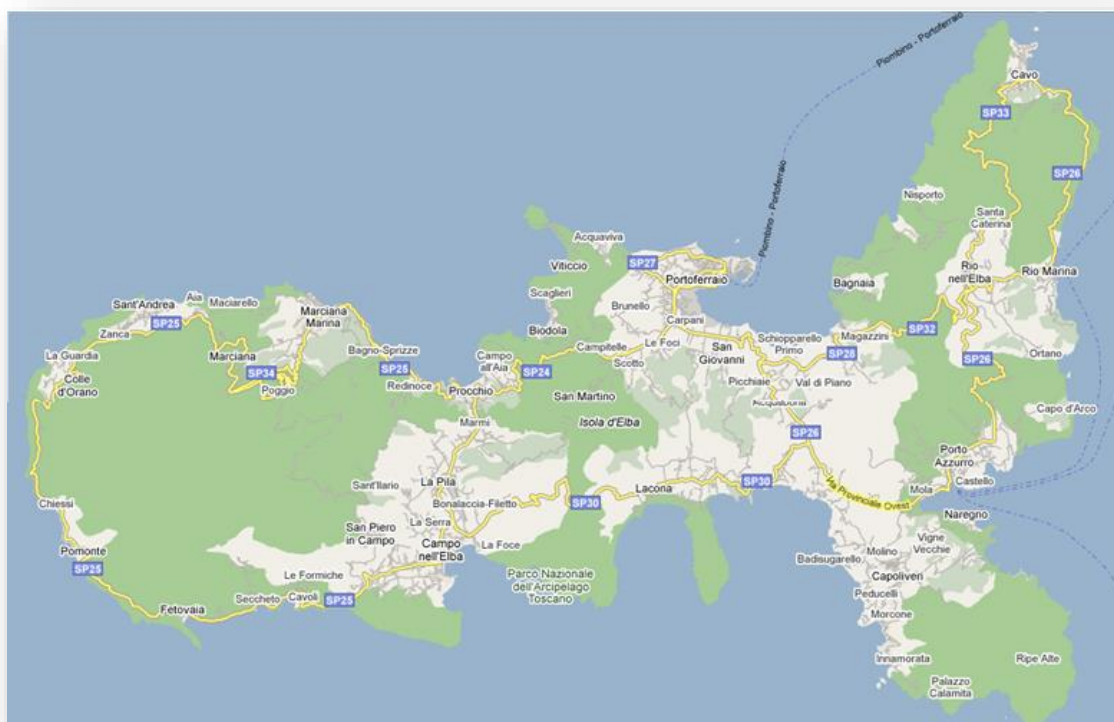 Piombino - Portoferraio
Cavo
SP33
SP26
Nisporto
Santa
Caterina
Acquaviva
SP27
Viticcio
Portoferraio
Piombino - Portoferraio
Rio
nell'Elba
Rio Marina
Bagnaia
Scaglieri
Sant'Andrea
Aia
Maciarello
Marciana
Marina
Brunello
SP25
Zanca
Biodola
Carpani
SP32
Schiopparello
Primo
Magazzini
La Guardia
Marciana
Bagno-Sprizze
Campo
all'Aia
Campitelle
Le Foci
San
Giovanni
SP28
Ortano
Colle
d'Orano
SP34
Poggio
SP25
Redinoce
Procchio
SP24
Scotto
Picchiaie
Val di Piano
SP26
San Martino
Acquabona
Marmi
Isola d'Elba
Capo d'Arco
SP26
Porto
Azzurro
Castello
Mola
La Pila
Sant'Ilario
Lacona
SP30
Via Provinciale Ovest
Chiessi
Bonalaccia-Filetto
SP30
La Serra
San Piero
in Campo
Naregno
Campo
nell'Elba
La Foce
Vigne
Vecchie
Pomonte
SP25
Badisugarello
Molino
Le Formiche
Parco Nazionale
dell'Arcipelago
Toscano
Capoliveri
Seccheto
Cavoli
SP25
Peducelli
Fetovaia
Morcone
Innamorata
Ripe Alte
Palazzo
Calamita